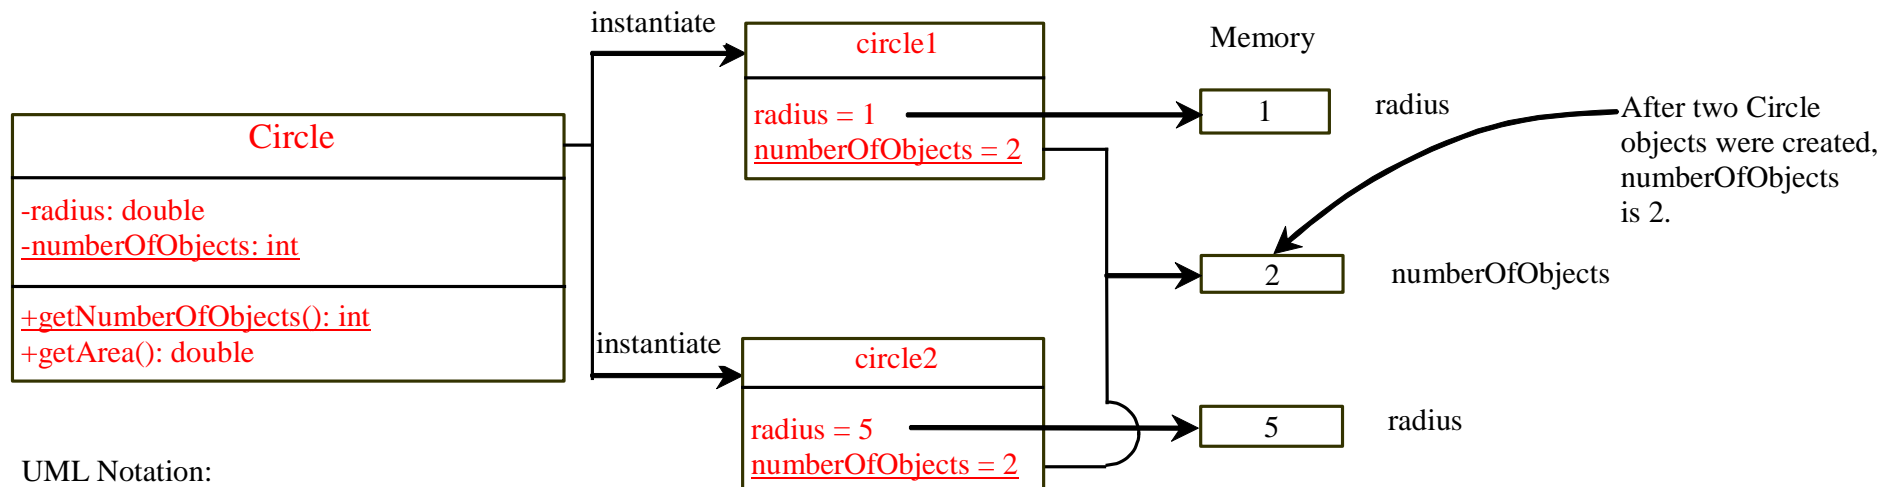 instantiate
circle1
Memory
radius = 1
numberOfObjects = 2
1
radius
After two Circle
objects were created,
numberOfObjects
is 2.
Circle
-radius: double
-numberOfObjects: int
+getNumberOfObjects(): int
+getArea(): double
2
numberOfObjects
instantiate
circle2
radius = 5
numberOfObjects = 2
5
radius
UML Notation: